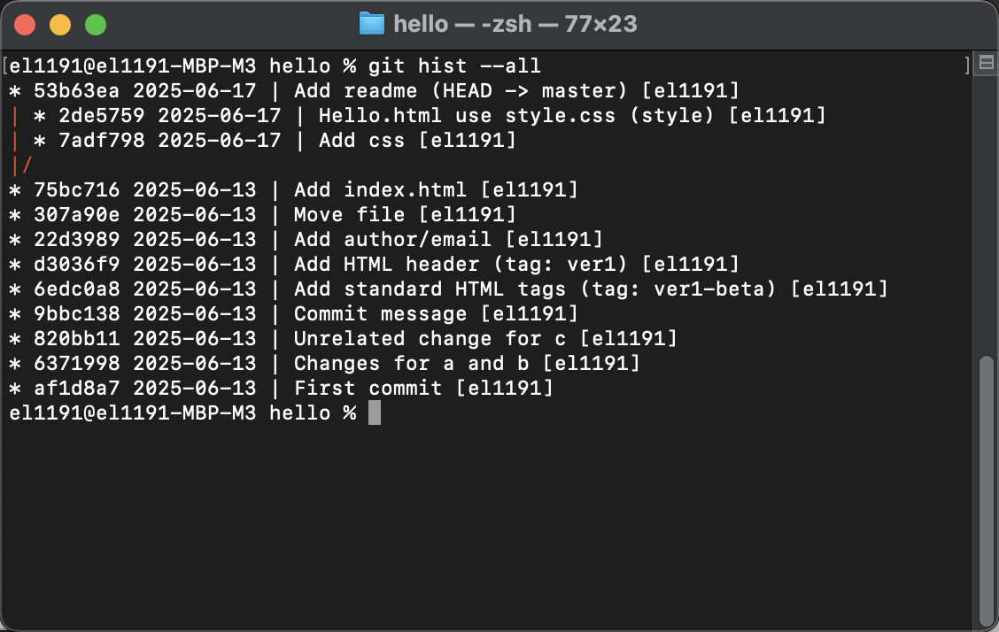 hello — -zsh — 77×23
[el1191@el1191-MBP-M3 hello % git hist --all ]
* 53b63ea 2025-06-17 | Add readme (HEAD -> master) [el1191]
| * 2de5759 2025-06-17 | Hello.html use style.css (style) [el1191]
| * 7adf798 2025-06-17 | Add css [el1191]
|/
* 75bc716 2025-06-13 | Add index.html [el1191]
* 307a90e 2025-06-13 | Move file [el1191]
* 22d3989 2025-06-13 | Add author/email [el1191]
* d3036f9 2025-06-13 | Add HTML header (tag: ver1) [el1191]
* 6edc0a8 2025-06-13 | Add standard HTML tags (tag: ver1-beta) [el1191]
* 9bbc138 2025-06-13 | Commit message [el1191]
* 820bb11 2025-06-13 | Unrelated change for c [el1191]
* 6371998 2025-06-13 | Changes for a and b [el1191]
* af1d8a7 2025-06-13 | First commit [el1191]
el1191@el1191-MBP-M3 hello %